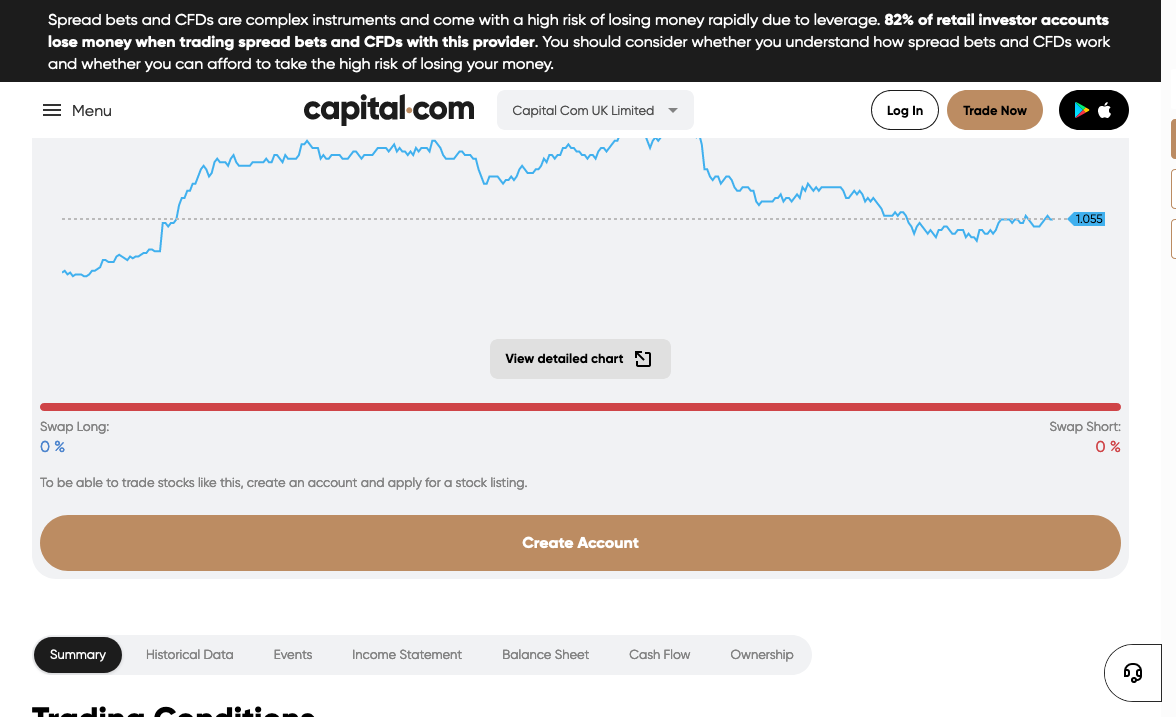 Spread bets and CFDs are complex instruments and come with a high risk of losing money rapidly due to leverage. 82% of retail investor accounts
lose money when trading spread bets and CFDs with this provider. You should consider whether you understand how spread bets and CFDs work
and whether you can afford to take the high risk of losing your money.
Menu
capital.com
Capital Com UK Limited
Log In
Trade Now
1.055
View detailed chart
Swap Long:
Swap Short:
0 %
0 %
To be able to trade stocks like this, create an account and apply for a stock listing.
Create Account
Summary
Historical Data
Events
Income Statement
Balance Sheet
Cash Flow
Ownership
Trading Conditions